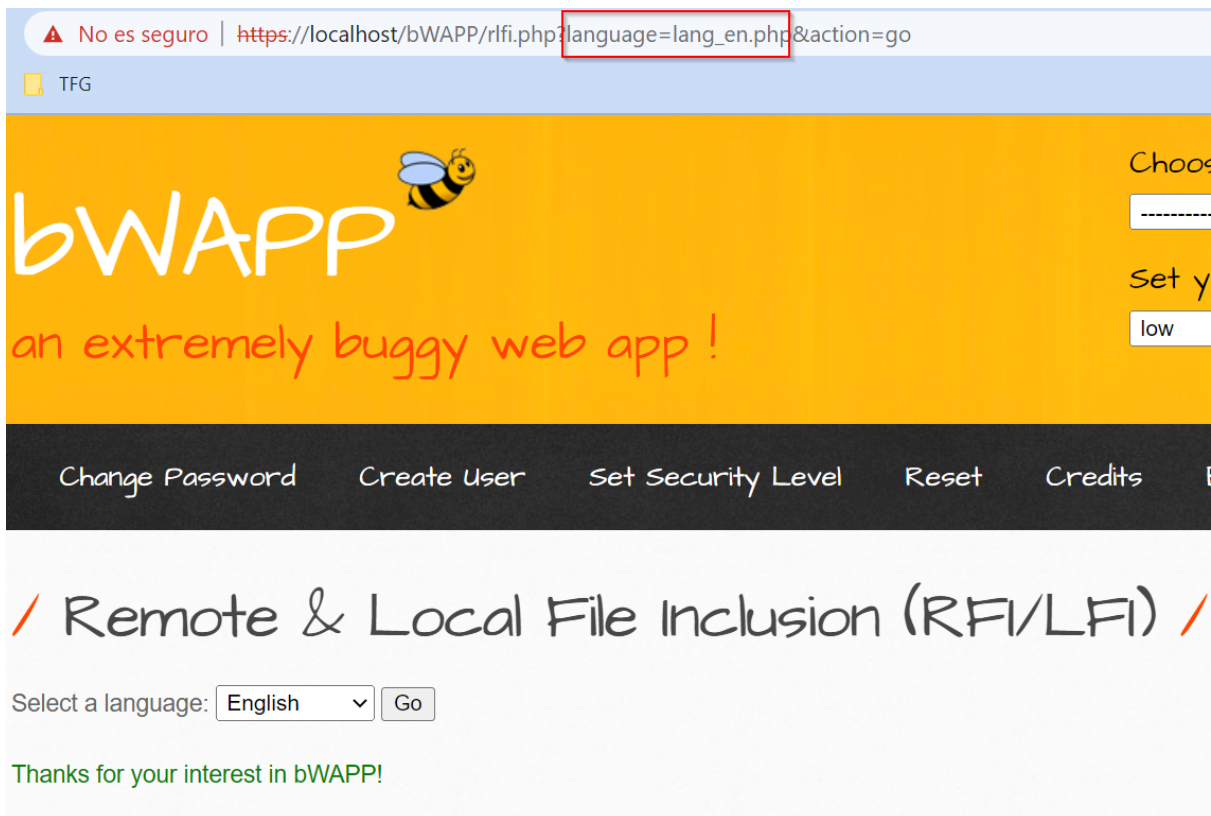 No es seguro | https://localhost/bWAPP/rlfi.php?language=lang_en.php&action=go
TFG
bWAPP
an extremely buggy web app !
Choos
----------
Set y
low
Change Password Create User Set Security Level Reset Credits
/ Remote & Local File Inclusion (RFI/LFI) /
Select a language: English Go
Thanks for your interest in bWAPP!